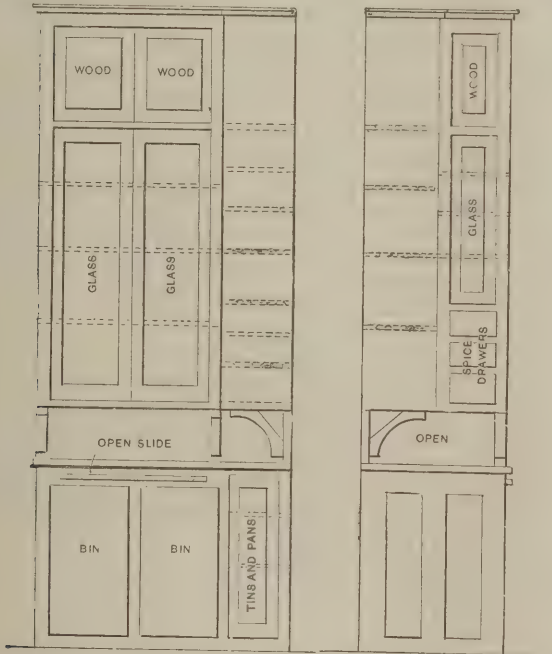 WOOD
WOOD
GLASS
GLASS
OPEN SLIDE
BIN
BIN
TINS AND PANS
WOOD
GLASS
SPICE
DRAWERS
OPEN